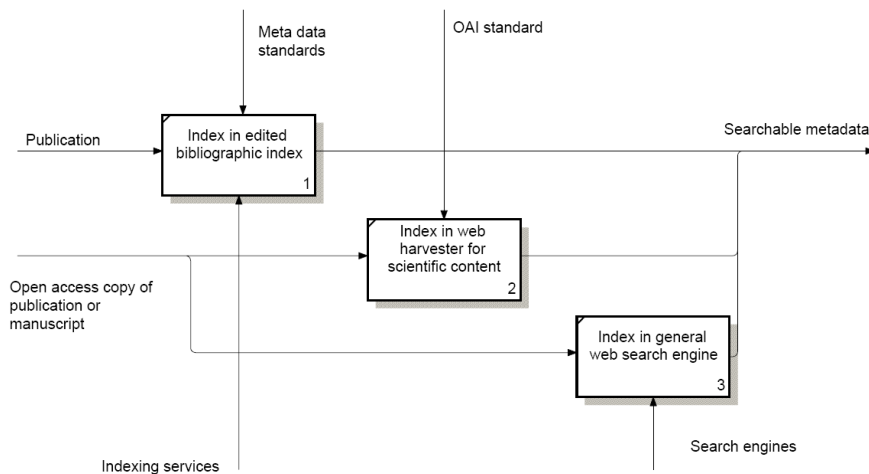 Meta data
standards
OAI standard
Publication
Index in edited
bibliographic index
1
Searchable metadata
Index in web
harvester for
scientific content
2
Open access copy of
publication or
manuscript
Index in general
web search engine
3
Indexing services
Search engines